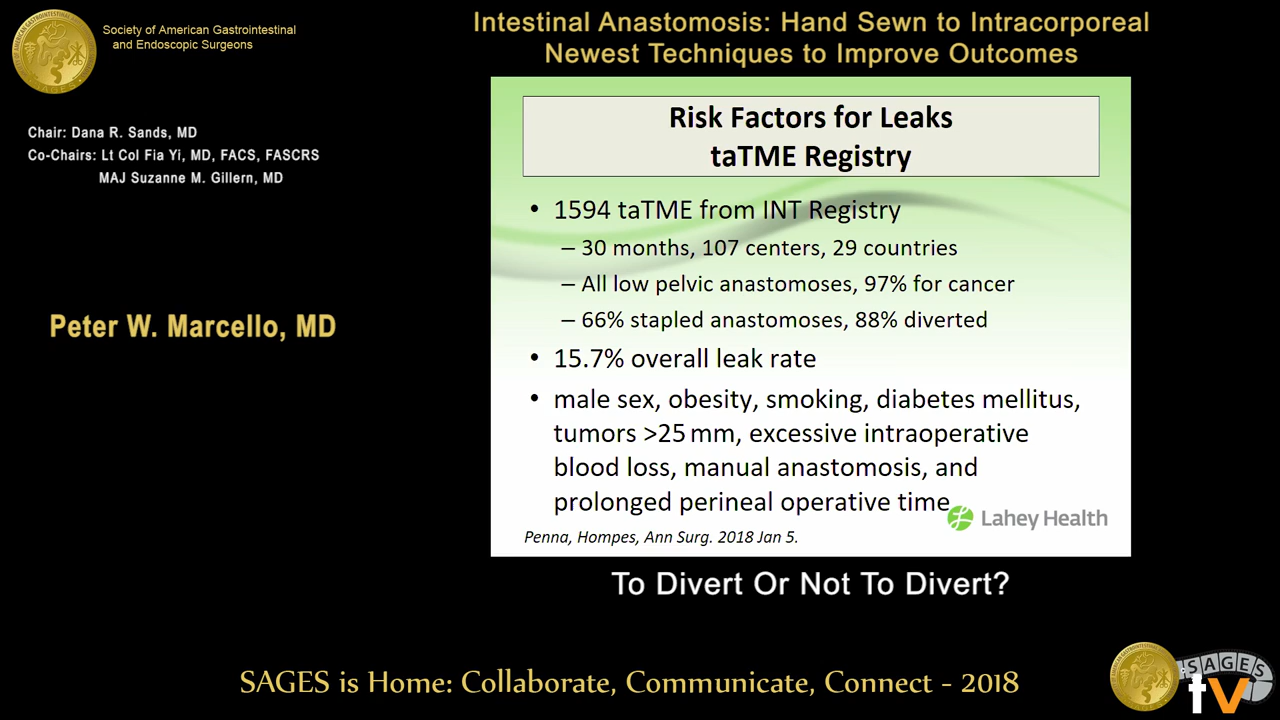 Society of American Gastrointestinal
and Endoscopic Surgeons
Intestinal Anastomosis: Hand Sewn to Intracorporeal
Newest Techniques to Improve Outcomes
Chair: Dana R. Sands, MD
Co-Chairs: Lt Col Fia Yi, MD, FACS, FASCRS
MAJ Suzanne M. Gillern, MD
Peter W. Marcello, MD
Risk Factors for Leaks
taTME Registry
• 1594 taTME from INT Registry
– 30 months, 107 centers, 29 countries
– All low pelvic anastomoses, 97% for cancer
– 66% stapled anastomoses, 88% diverted
• 15.7% overall leak rate
• male sex, obesity, smoking, diabetes mellitus,
tumors >25 mm, excessive intraoperative
blood loss, manual anastomosis, and
prolonged perineal operative time
Lahey Health
Penna, Hompes, Ann Surg. 2018 Jan 5.
To Divert Or Not To Divert?
SAGES is Home: Collaborate, Communicate, Connect - 2018
SAGES
tv